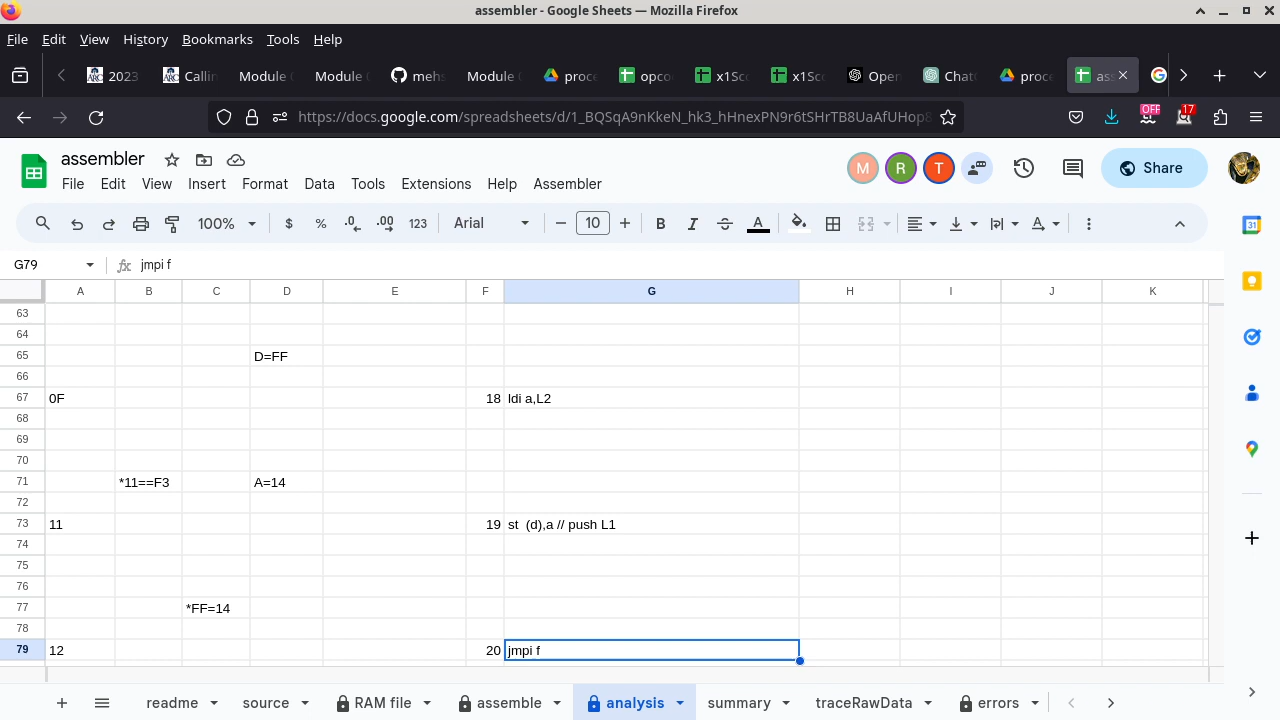 assembler - Google Sheets — Mozilla Firefox
File Edit View History Bookmarks Tools Help
2023 Callin Module Module mehs Module proce opco x1Sc x1Sc Open Chat proce ass
https://docs.google.com/spreadsheets/d/1_BQSqA9nKkeN_hk3_hHnexPN9r6tSHrTB8UaAfUHop8 OFF 17
assembler
M R T Share
File Edit View Insert Format Data Tools Extensions Help Assembler
100% $ % .0 .00 123 Arial 10 B I S A
G79 fx jmpi f
A B C D E F G H I J K
63
64
65 D=FF
66
67 0F 18 ldi a,L2
68
69
70
71 *11==F3 A=14
72
73 11 19 st (d),a // push L1
74
75
76
77 *FF=14
78
79 12 20 jmpi f
readme source RAM file assemble analysis summary traceRawData errors